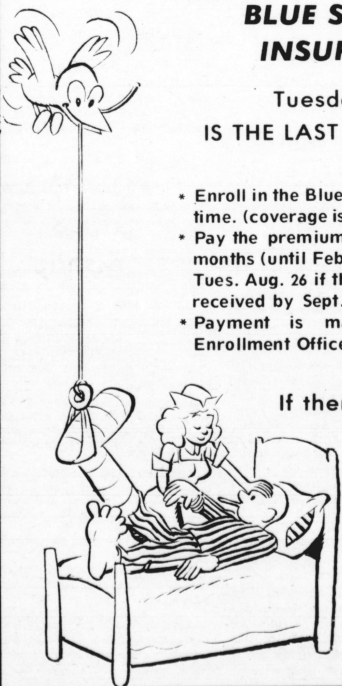 BLUE S
INSUR
Tuesd
IS THE LAST
* Enroll in the Blue
time. (coverage is
* Pay the premium
months (until Feb
Tues. Aug. 26 if th
received by Sept.
* Payment is m
Enrollment Office
If ther